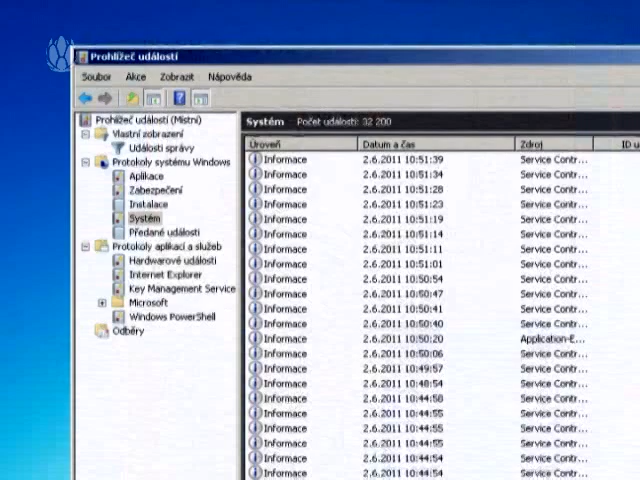 Prohlížeč událostí
Soubor Akce Zobrazit Nápověda
Prohlížeč událostí (Místní)
Vlastní zobrazení
Události správy
Protokoly systému Windows
Aplikace
Zabezpečení
Instalace
Systém
Předané události
Protokoly aplikací a služeb
Hardwarové události
Internet Explorer
Key Management Service
Microsoft
Windows PowerShell
Odběry
Systém Počet událostí: 32 200
Úroveň Datum a čas Zdroj ID u
Informace 2.6.2011 10:51:39 Service Contr...
Informace 2.6.2011 10:51:34 Service Contr...
Informace 2.6.2011 10:51:28 Service Contr...
Informace 2.6.2011 10:51:23 Service Contr...
Informace 2.6.2011 10:51:19 Service Contr...
Informace 2.6.2011 10:51:14 Service Contr...
Informace 2.6.2011 10:51:11 Service Contr...
Informace 2.6.2011 10:51:01 Service Contr...
Informace 2.6.2011 10:50:54 Service Contr...
Informace 2.6.2011 10:50:47 Service Contr...
Informace 2.6.2011 10:50:41 Service Contr...
Informace 2.6.2011 10:50:40 Service Contr...
Informace 2.6.2011 10:50:20 Application-E...
Informace 2.6.2011 10:50:06 Service Contr...
Informace 2.6.2011 10:49:57 Service Contr...
Informace 2.6.2011 10:48:54 Service Contr...
Informace 2.6.2011 10:44:58 Service Contr...
Informace 2.6.2011 10:44:55 Service Contr...
Informace 2.6.2011 10:44:55 Service Contr...
Informace 2.6.2011 10:44:55 Service Contr...
Informace 2.6.2011 10:44:54 Service Contr...
Informace 2.6.2011 10:44:54 Service Contr...